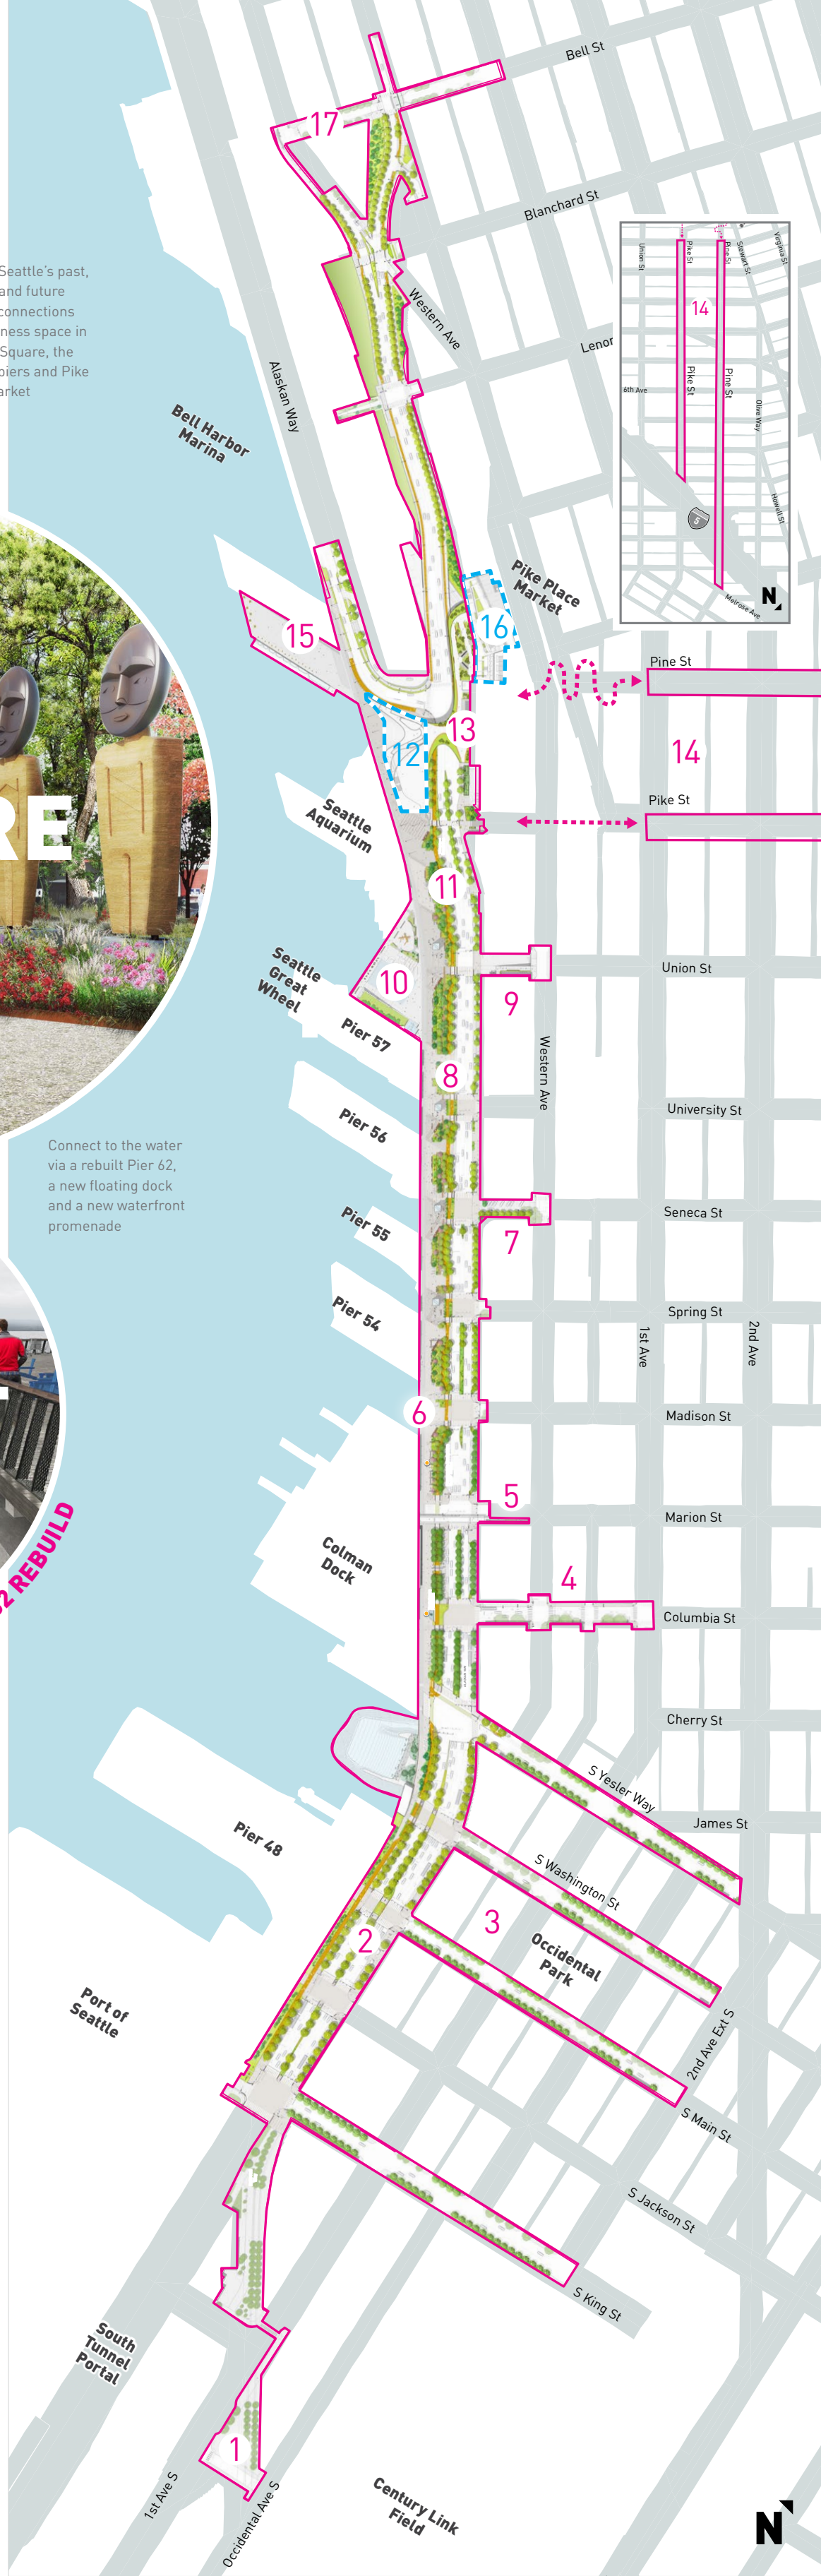 Bell St
17
Blanchard St
Seattle's past,
and future
connections
ness space in
Square, the
piers and Pike
arket
Western Ave
Lenor
Alaskan Way
Bell Harbor
Marina
Union St
Pike St
Pine St
Stewart St
Virginia St
14
Pike St
Pine St
6th Ave
Olive Way
Howell St
5
Melrose Ave
N
Pike Place
Market
16
15
Pine St
13
12
14
Pike St
RE
Seattle
Aquarium
11
Union St
10
9
Seattle
Great
Wheel
Pier 57
Western Ave
8
University St
Pier 56
Connect to the water
via a rebuilt Pier 62,
a new floating dock
and a new waterfront
promenade
Seneca St
7
Pier 55
Spring St
Pier 54
1st Ave
2nd Ave
6
Madison St
5
Marion St
2 REBUILD
Colman
Dock
4
Columbia St
Cherry St
S Yesler Way
James St
Pier 48
S Washington St
3
2
Occidental
Park
Port of
Seattle
2nd Ave Ext S
S Main St
S Jackson St
S King St
South
Tunnel
Portal
1
1st Ave S
Occidental Ave S
Century Link
Field
N